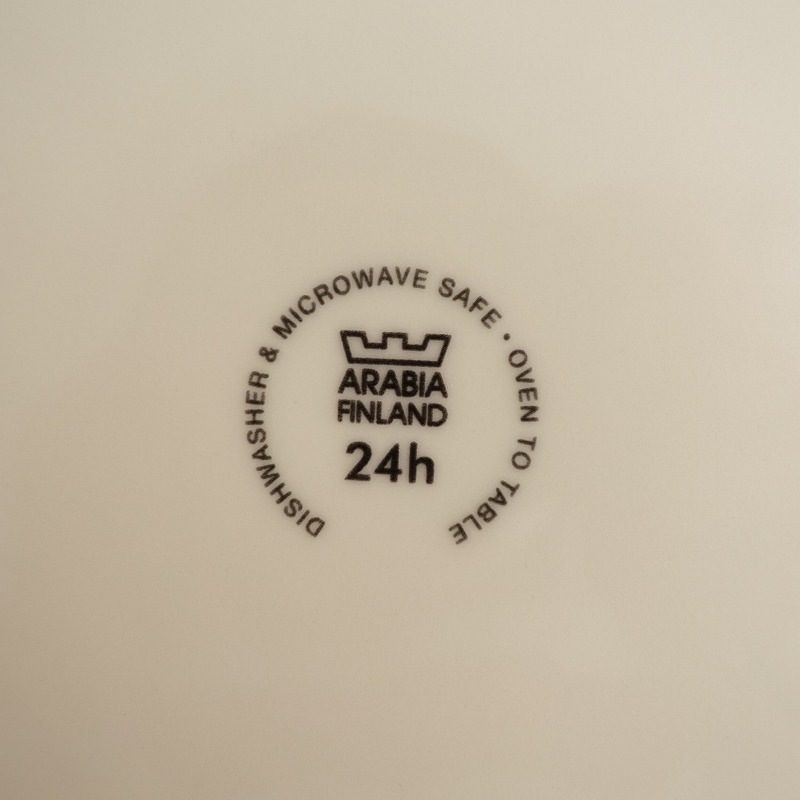 DISHWASHER & MICROWAVE SAFE • OVEN TO TABLE
ARABIA
FINLAND
24h